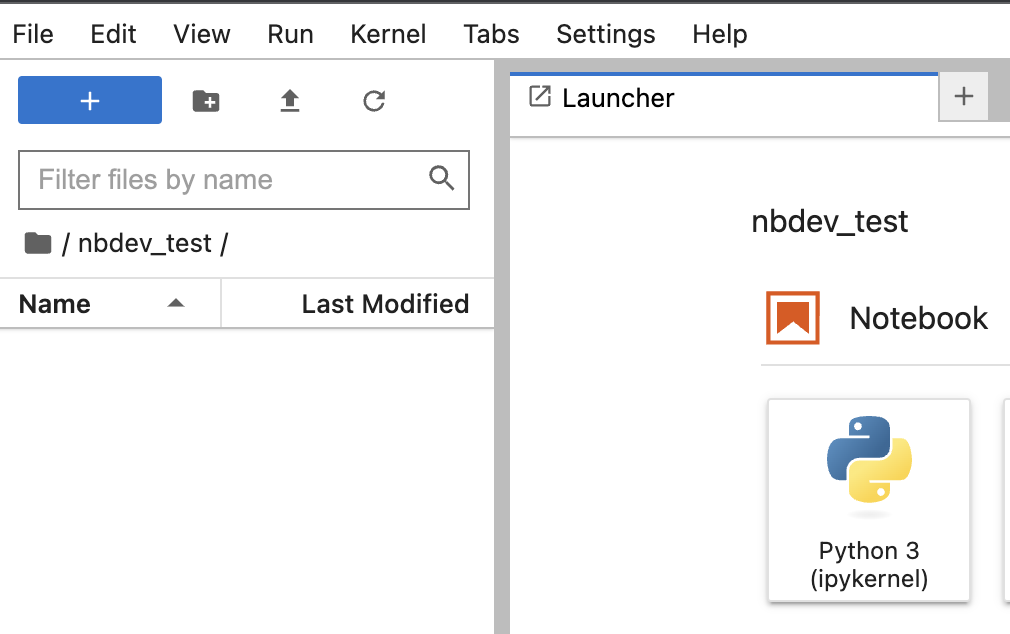 File Edit View Run Kernel Tabs Settings Help
Launcher
Filter files by name
/ nbdev_test /
Name Last Modified
nbdev_test
Notebook
Python 3
(ipykernel)